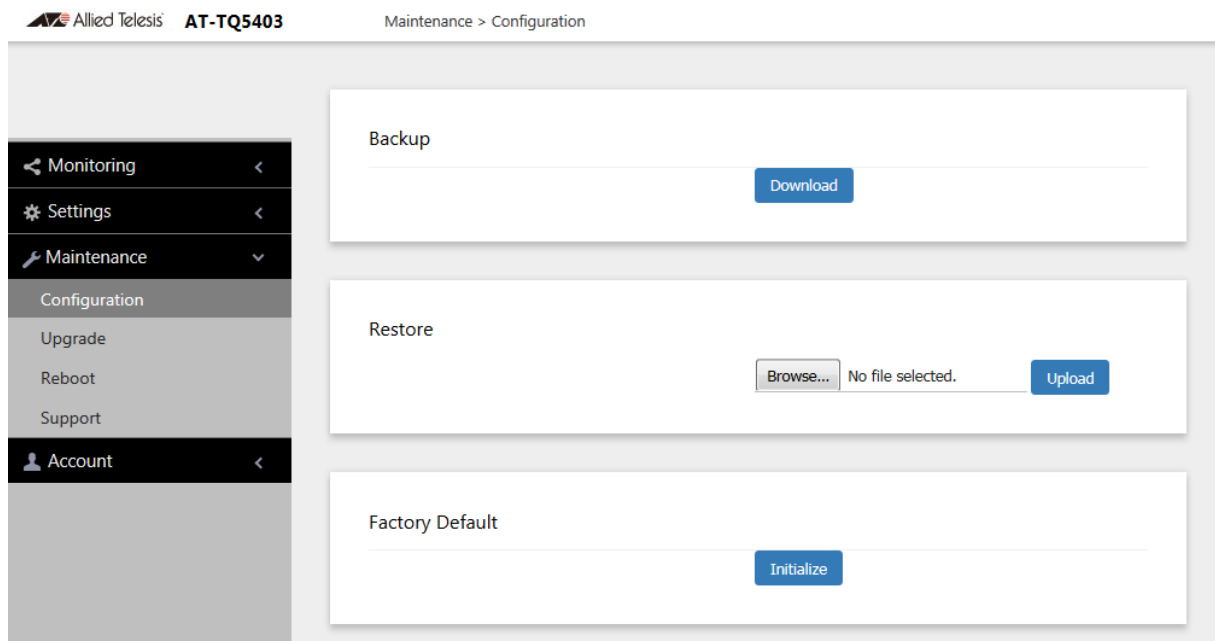 Allied Telesis AT-TQ5403 Maintenance > Configuration
Monitoring
Settings
Maintenance
Configuration
Upgrade
Reboot
Support
Account
Backup
Download
Restore
Browse... No file selected. Upload
Factory Default
Initialize